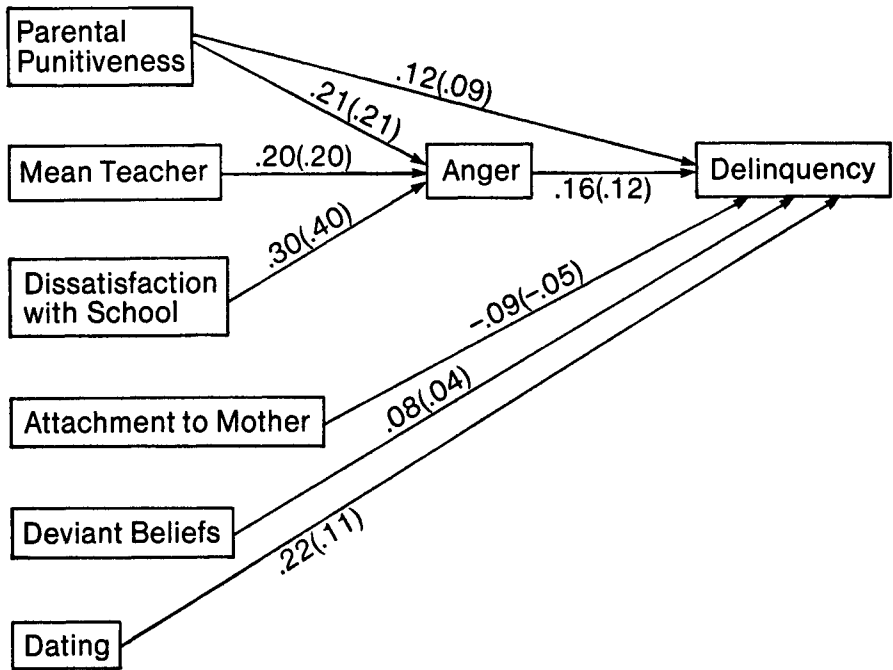 Parental
Punitiveness
.12(.09)
.21(.21)
Mean Teacher
.20(.20)
Anger
.16(.12)
Delinquency
.30(.40)
Dissatisfaction
with School
-.09(-.05)
Attachment to Mother
.08(.04)
Deviant Beliefs
.22(.11)
Dating